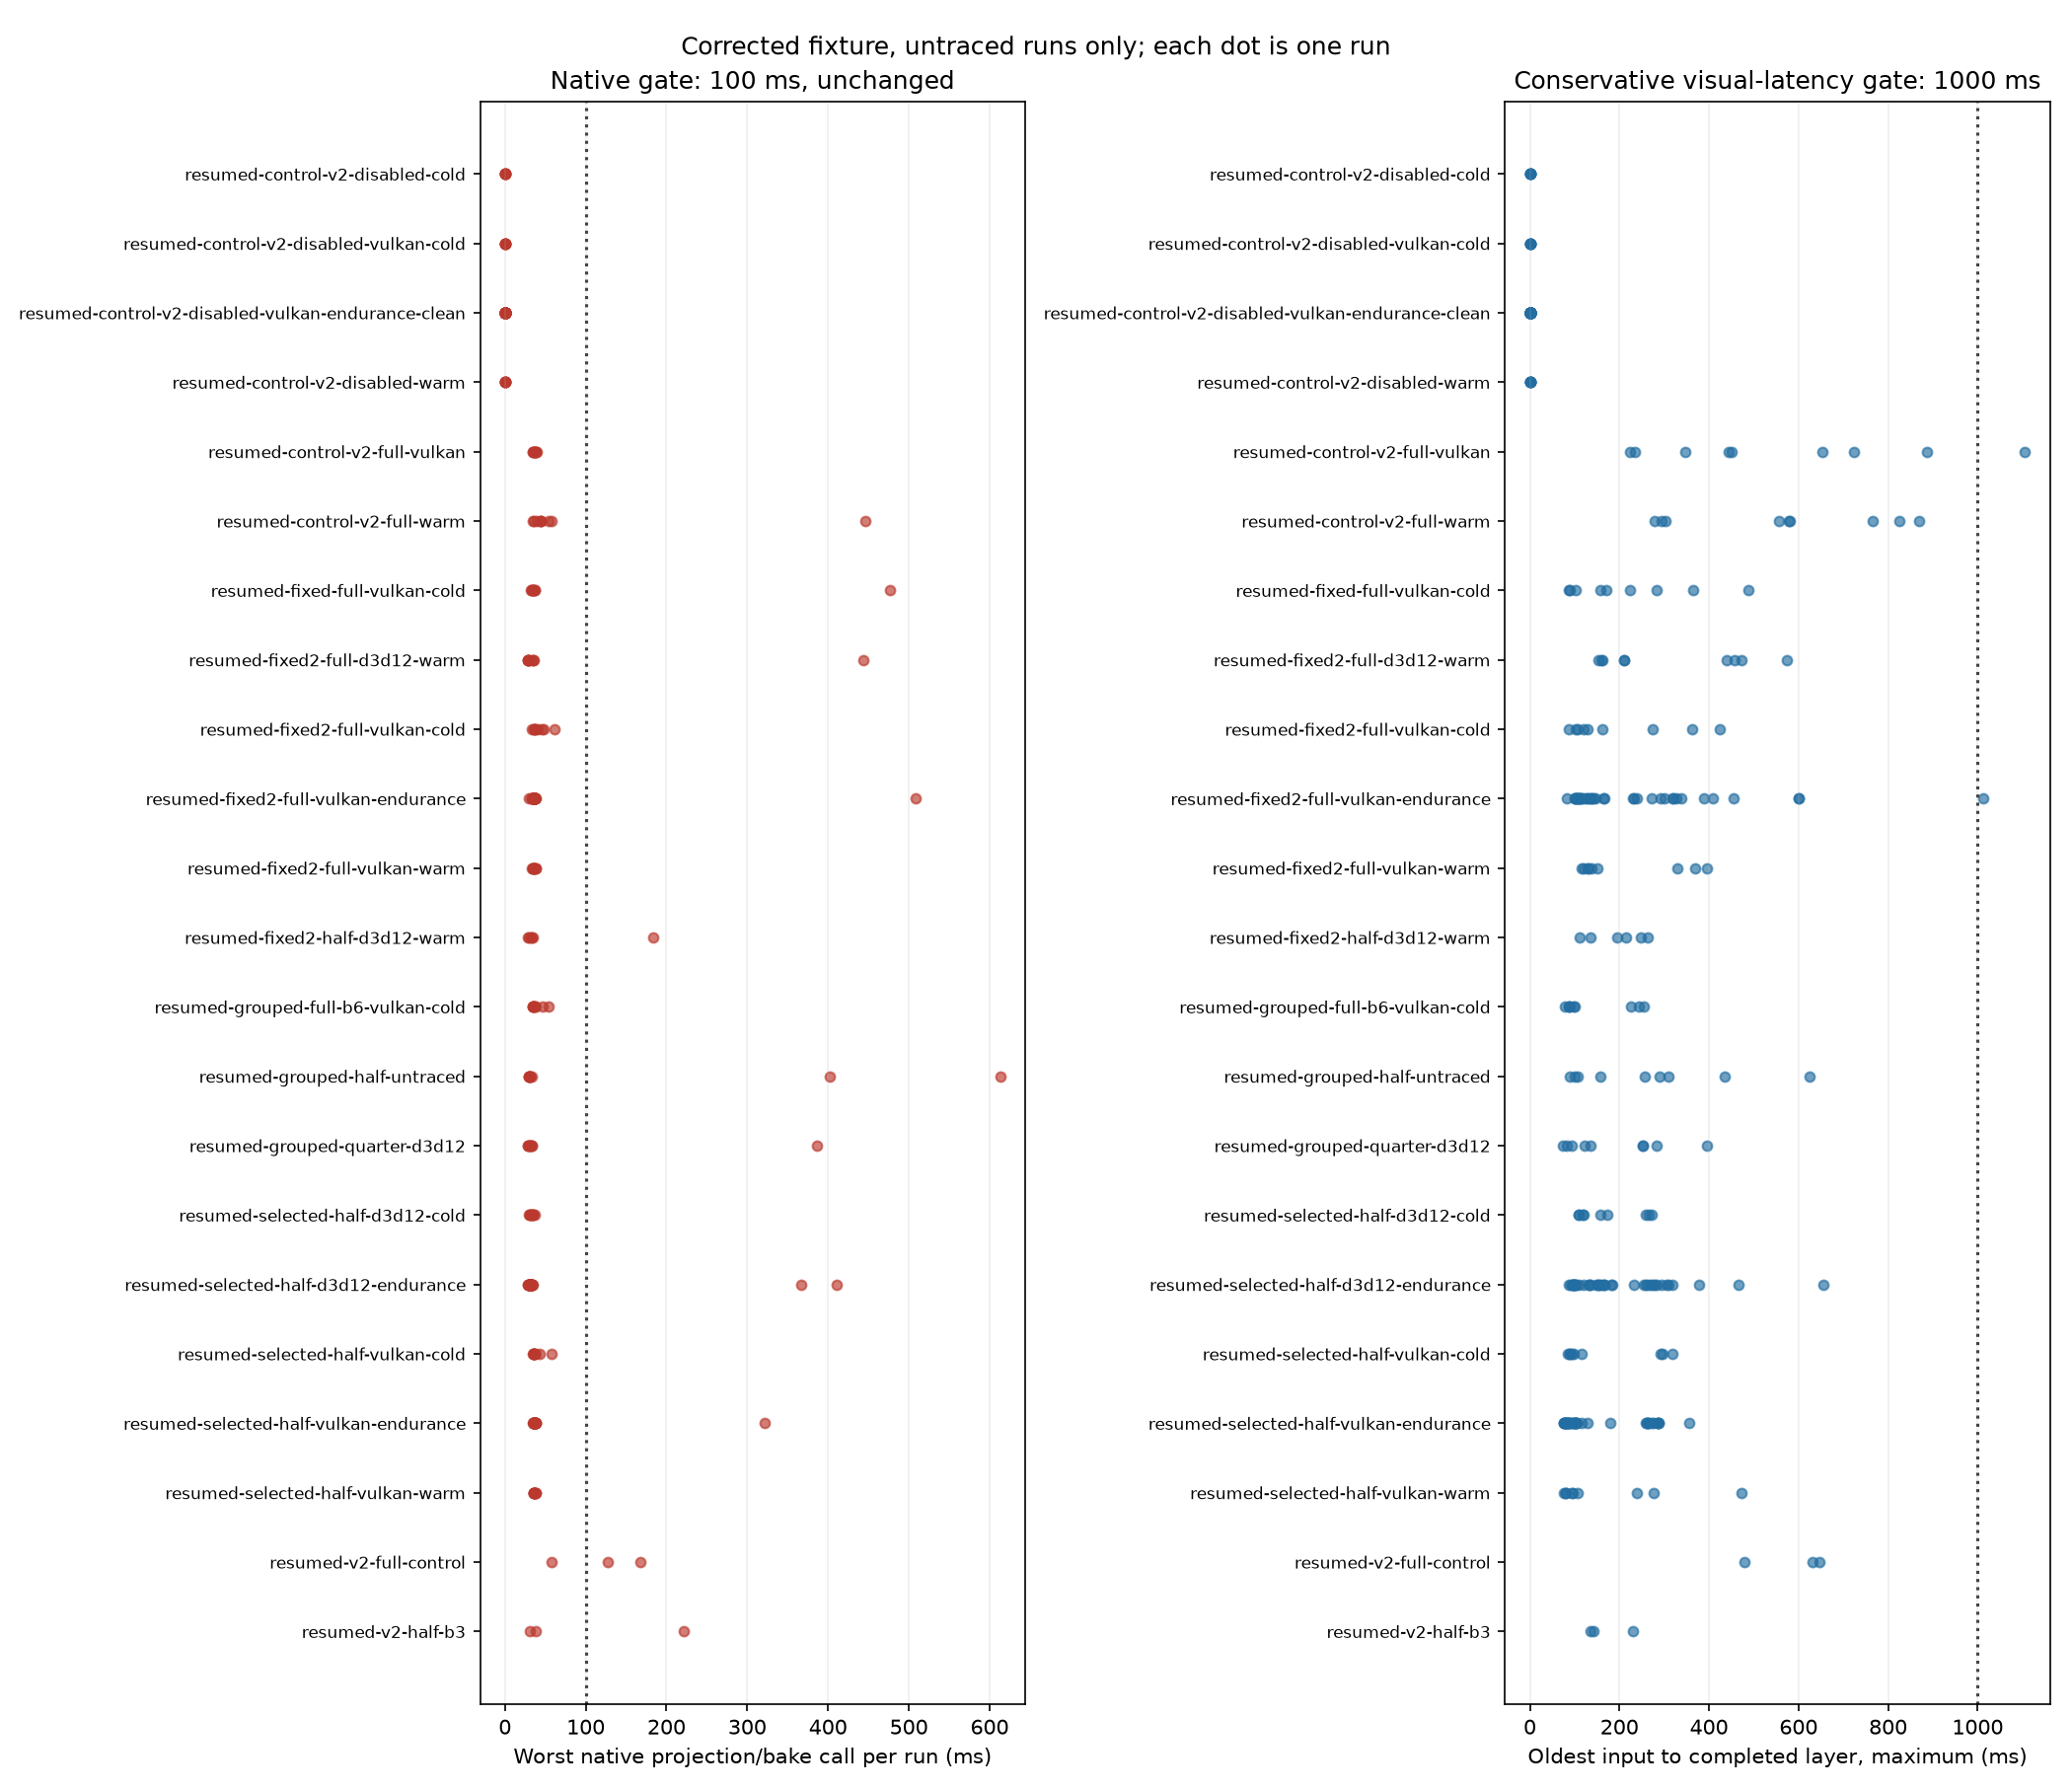 Corrected fixture, untraced runs only; each dot is one run
Native gate: 100 ms, unchanged
resumed-control-v2-disabled-cold
resumed-control-v2-disabled-vulkan-cold
resumed-control-v2-disabled-vulkan-endurance-clean
resumed-control-v2-disabled-warm
resumed-control-v2-full-vulkan
resumed-control-v2-full-warm
resumed-fixed-full-vulkan-cold
resumed-fixed2-full-d3d12-warm
resumed-fixed2-full-vulkan-cold
resumed-fixed2-full-vulkan-endurance
resumed-fixed2-full-vulkan-warm
resumed-fixed2-half-d3d12-warm
resumed-grouped-full-b6-vulkan-cold
resumed-grouped-half-untraced
resumed-grouped-quarter-d3d12
resumed-selected-half-d3d12-cold
resumed-selected-half-d3d12-endurance
resumed-selected-half-vulkan-cold
resumed-selected-half-vulkan-endurance
resumed-selected-half-vulkan-warm
resumed-v2-full-control
resumed-v2-half-b3
0 100 200 300 400 500 600
Worst native projection/bake call per run (ms)
Conservative visual-latency gate: 1000 ms
resumed-control-v2-disabled-cold
resumed-control-v2-disabled-vulkan-cold
resumed-control-v2-disabled-vulkan-endurance-clean
resumed-control-v2-disabled-warm
resumed-control-v2-full-vulkan
resumed-control-v2-full-warm
resumed-fixed-full-vulkan-cold
resumed-fixed2-full-d3d12-warm
resumed-fixed2-full-vulkan-cold
resumed-fixed2-full-vulkan-endurance
resumed-fixed2-full-vulkan-warm
resumed-fixed2-half-d3d12-warm
resumed-grouped-full-b6-vulkan-cold
resumed-grouped-half-untraced
resumed-grouped-quarter-d3d12
resumed-selected-half-d3d12-cold
resumed-selected-half-d3d12-endurance
resumed-selected-half-vulkan-cold
resumed-selected-half-vulkan-endurance
resumed-selected-half-vulkan-warm
resumed-v2-full-control
resumed-v2-half-b3
0 200 400 600 800 1000
Oldest input to completed layer, maximum (ms)